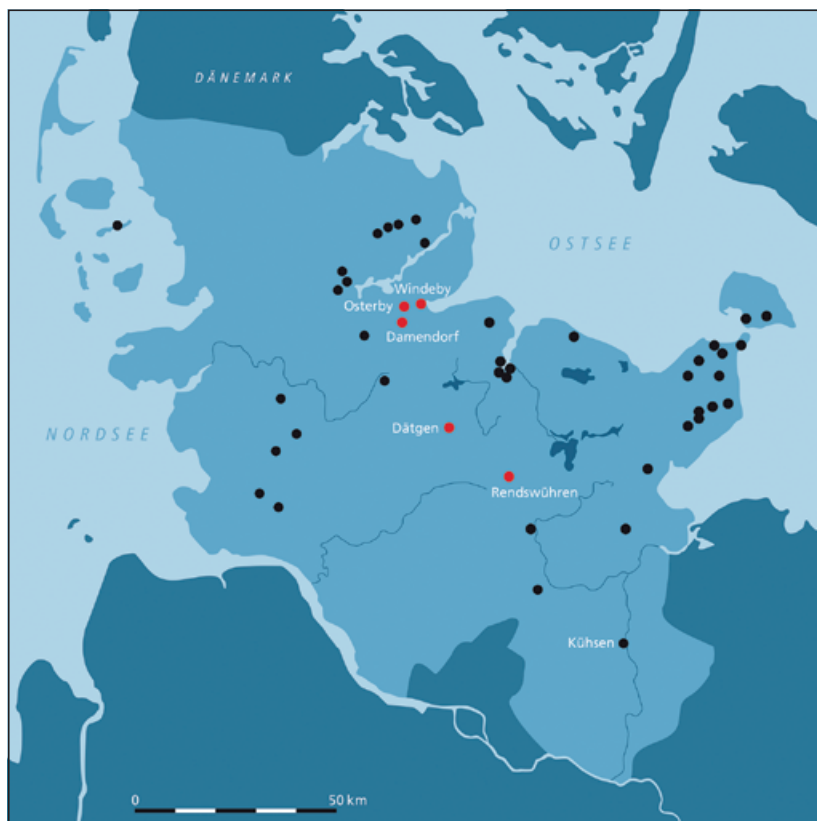 DÄNEMARK
OSTSEE
Windeby
Osterby
Damendorf
NORDSEE
Dätgen
Rendswühren
Kühsen
0 50 km